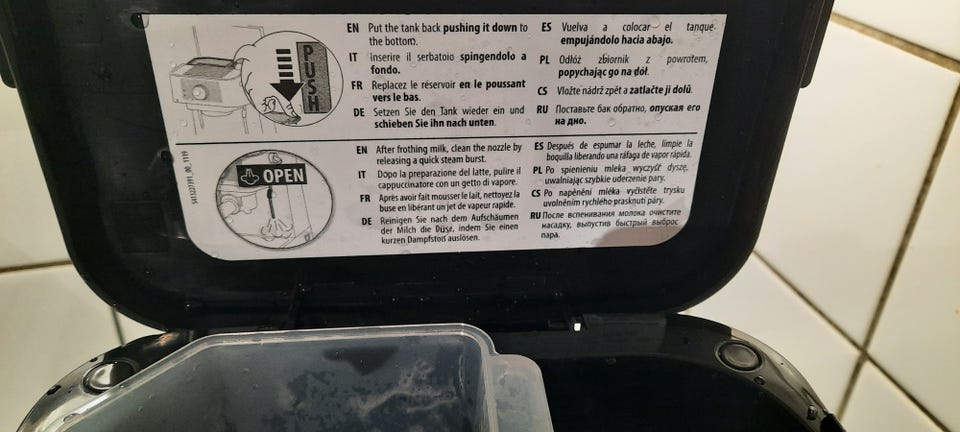 PUSH
EN Put the tank back pushing it down to
the bottom.
IT Inserire il serbatoio spingendolo a
fondo.
FR Replacez le réservoir en le poussant
vers le bas.
DE Setzen Sie den Tank wieder ein und
schieben Sie ihn nach unten.
ES Vuelva a colocar el tanque
empujándolo hacia abajo.
PL Odłóż zbiornik z powrotem,
popychając go na dół.
CS Vložte nádrž zpět a zatlačte ji dolů.
RU Поставьте бак обратно, опуская его
на дно.
5413227391_00_1119
OPEN
EN After frothing milk, clean the nozzle by
releasing a quick steam burst.
IT Dopo la preparazione del latte, pulire il
cappuccinatore con un getto di vapore.
FR Après avoir fait mousser le lait, nettoyez la
buse en libérant un jet de vapeur rapide.
DE Reinigen Sie nach dem Aufschäumen
der Milch die Düse, indem Sie einen
kurzen Dampfstoß auslösen.
ES Después de espumar la leche, limpie la
boquilla liberando una ráfaga de vapor rápida.
PL Po spienieniu mleka wyczyść dyszę,
uwalniając szybkie uderzenie pary.
CS Po napěnění mléka vyčistěte trysku
uvolněním rychlého prasknutí páry.
RU После вспенивания молока очистите
насадку, выпустив быстрый выброс
пара.